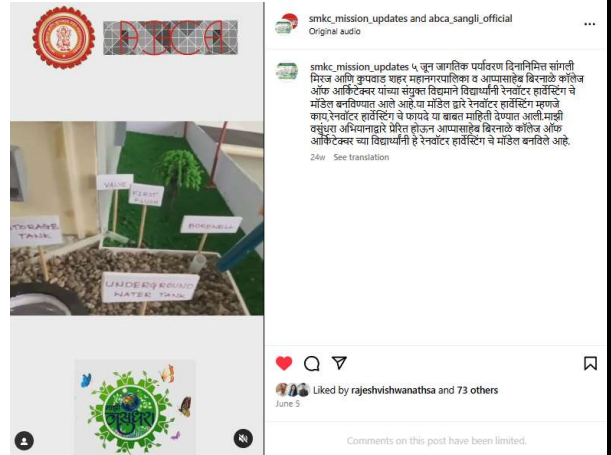 ABCA
VALVE
FIRST
FLUSH
STORAGE
TANK
BOREWELL
UNDERGROUND
WATER TANK
माझी
वसुंधरा
smkc_mission_updates and abca_sangli_official
Original audio
smkc_mission_updates ५ जून जागतिक पर्यावरण दिनानिमित्त सांगली
मिरज आणि कुपवाड शहर महानगरपालिका व आप्पासाहेब बिरनाळे कॉलेज
ऑफ आर्किटेक्चर यांच्या संयुक्त विद्यमाने विद्यार्थ्यांनी रेनवॉटर हार्वेस्टिंग चे
मॉडेल बनविण्यात आले आहे.या मॉडेल द्वारे रेनवॉटर हार्वेस्टिंग म्हणजे
काय,रेनवॉटर हार्वेस्टिंग चे फायदे या बाबत माहिती देण्यात आली.माझी
वसुंधरा अभियानाद्वारे प्रेरित होऊन आप्पासाहेब बिरनाळे कॉलेज ऑफ
आर्किटेक्चर च्या विद्यार्थ्यांनी हे रेनवॉटर हार्वेस्टिंग चे मॉडेल बनविले आहे.
24w See translation
Liked by rajeshvishwanathsa and 73 others
June 5
Comments on this post have been limited.